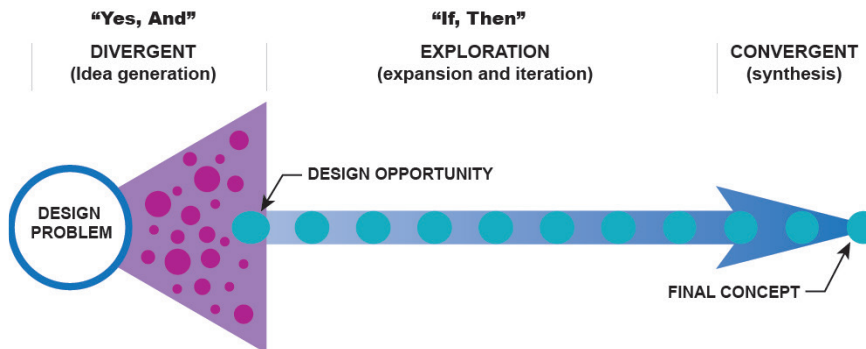 “Yes, And”
“If, Then”
DIVERGENT
(Idea generation)
EXPLORATION
(expansion and iteration)
CONVERGENT
(synthesis)
DESIGN
PROBLEM
DESIGN OPPORTUNITY
FINAL CONCEPT